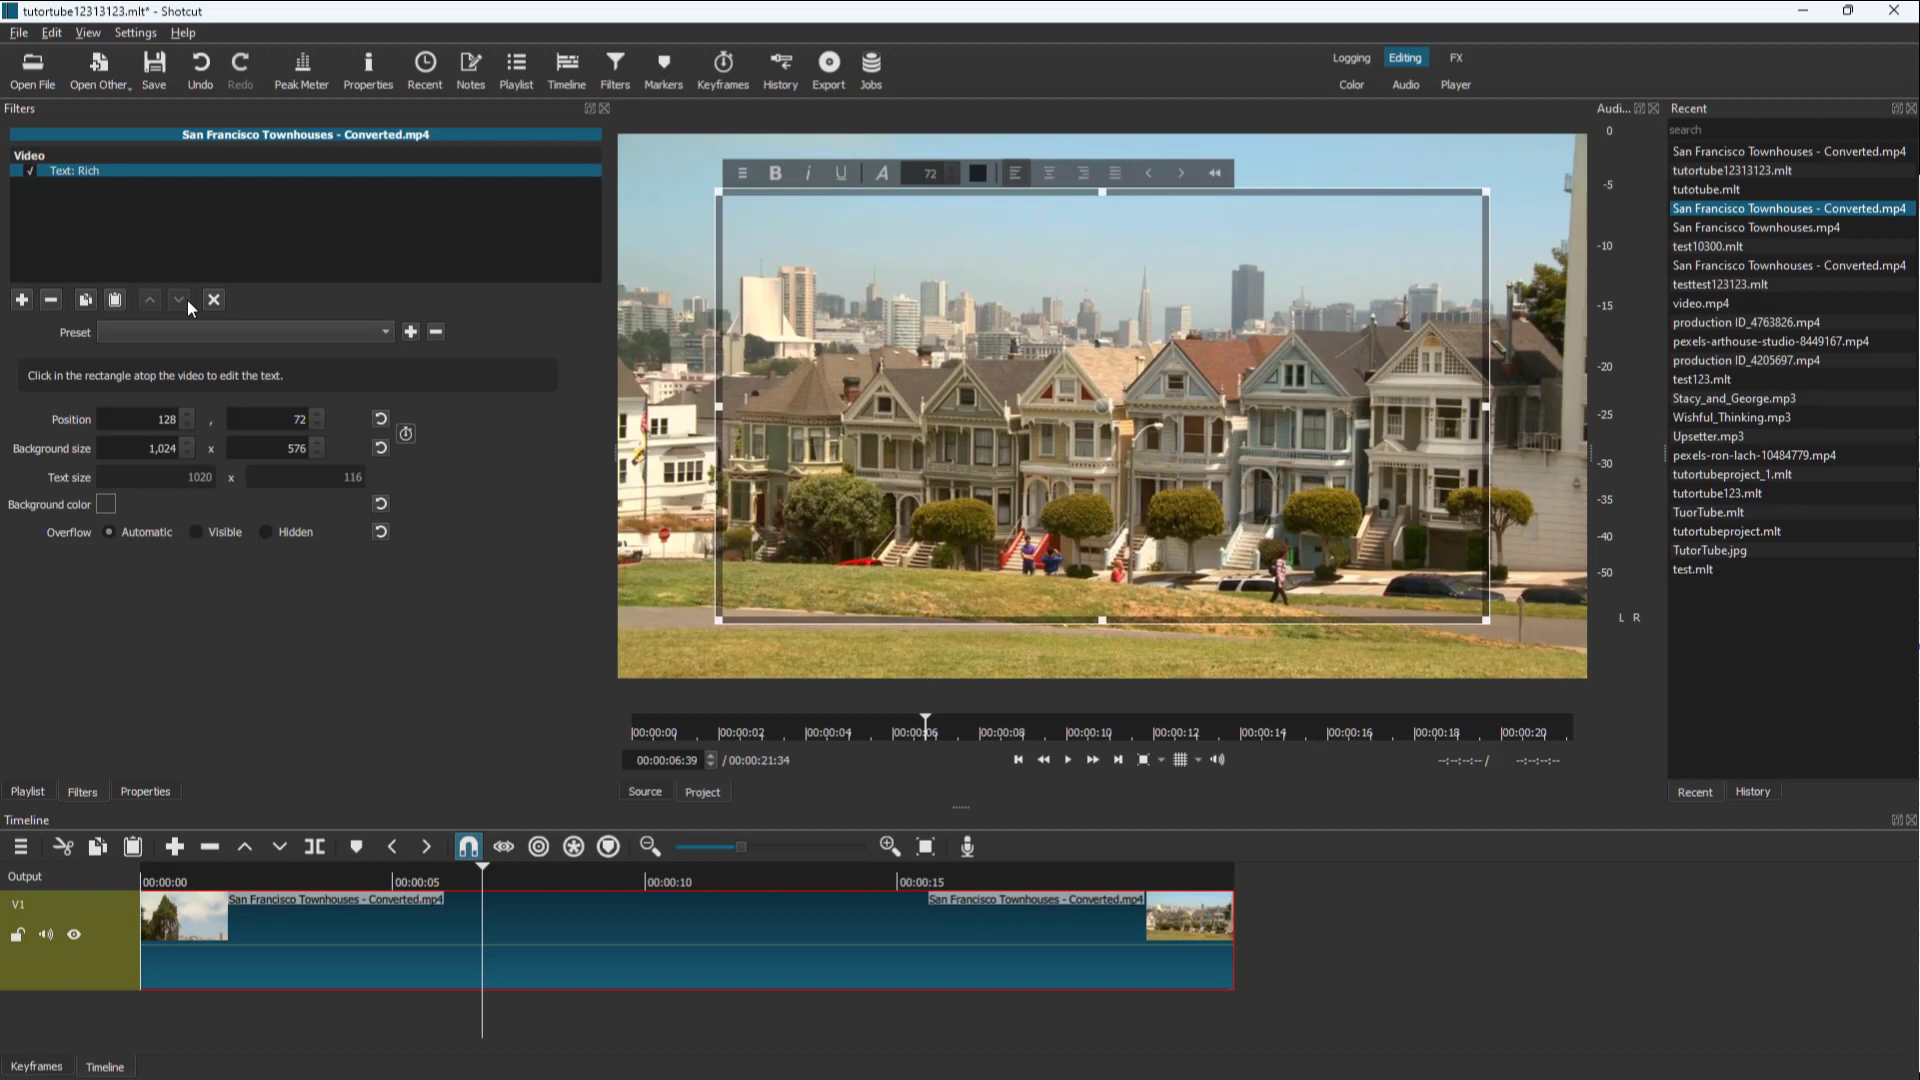 tutortube12313123.mlt* - Shotcut
File Edit View Settings Help
Open File Open Other... Save Undo Redo Peak Meter Properties Recent Notes Playlist Timeline Filters Markers Keyframes History Export Jobs
Logging Editing FX
Color Audio Player
Filters
Audi...
Recent
San Francisco Townhouses - Converted.mp4
Video
Text: Rich
Preset
Click in the rectangle atop the video to edit the text.
Position 128 , 72
Background size 1,024 x 576
Text size 1020 x 116
Background color
Overflow Automatic Visible Hidden
B i U A 72
0
-5
-10
-15
-20
-25
-30
-35
-40
-50
L R
search
San Francisco Townhouses - Converted.mp4
tutortube12313123.mlt
tutotube.mlt
San Francisco Townhouses - Converted.mp4
San Francisco Townhouses.mp4
test10300.mlt
San Francisco Townhouses - Converted.mp4
testtest123123.mlt
video.mp4
production ID_4763826.mp4
pexels-arthouse-studio-8449167.mp4
production ID_4205697.mp4
test123.mlt
Stacy_and_George.mp3
Wishful_Thinking.mp3
Upsetter.mp3
pexels-ron-lach-10484779.mp4
tutortubeproject_1.mlt
tutortube123.mlt
TuorTube.mlt
tutortubeproject.mlt
TutorTube.jpg
test.mlt
00:00:00 00:00:02 00:00:04 00:00:06 00:00:08 00:00:10 00:00:12 00:00:14 00:00:16 00:00:18 00:00:20
00:00:06:39 / 00:00:21:34
--:--:--:-- / --:--:--:--
Playlist Filters Properties
Source Project
Recent History
Timeline
Output
00:00:00 00:00:05 00:00:10 00:00:15
V1
San Francisco Townhouses - Converted.mp4 San Francisco Townhouses - Converted.mp4
Keyframes Timeline